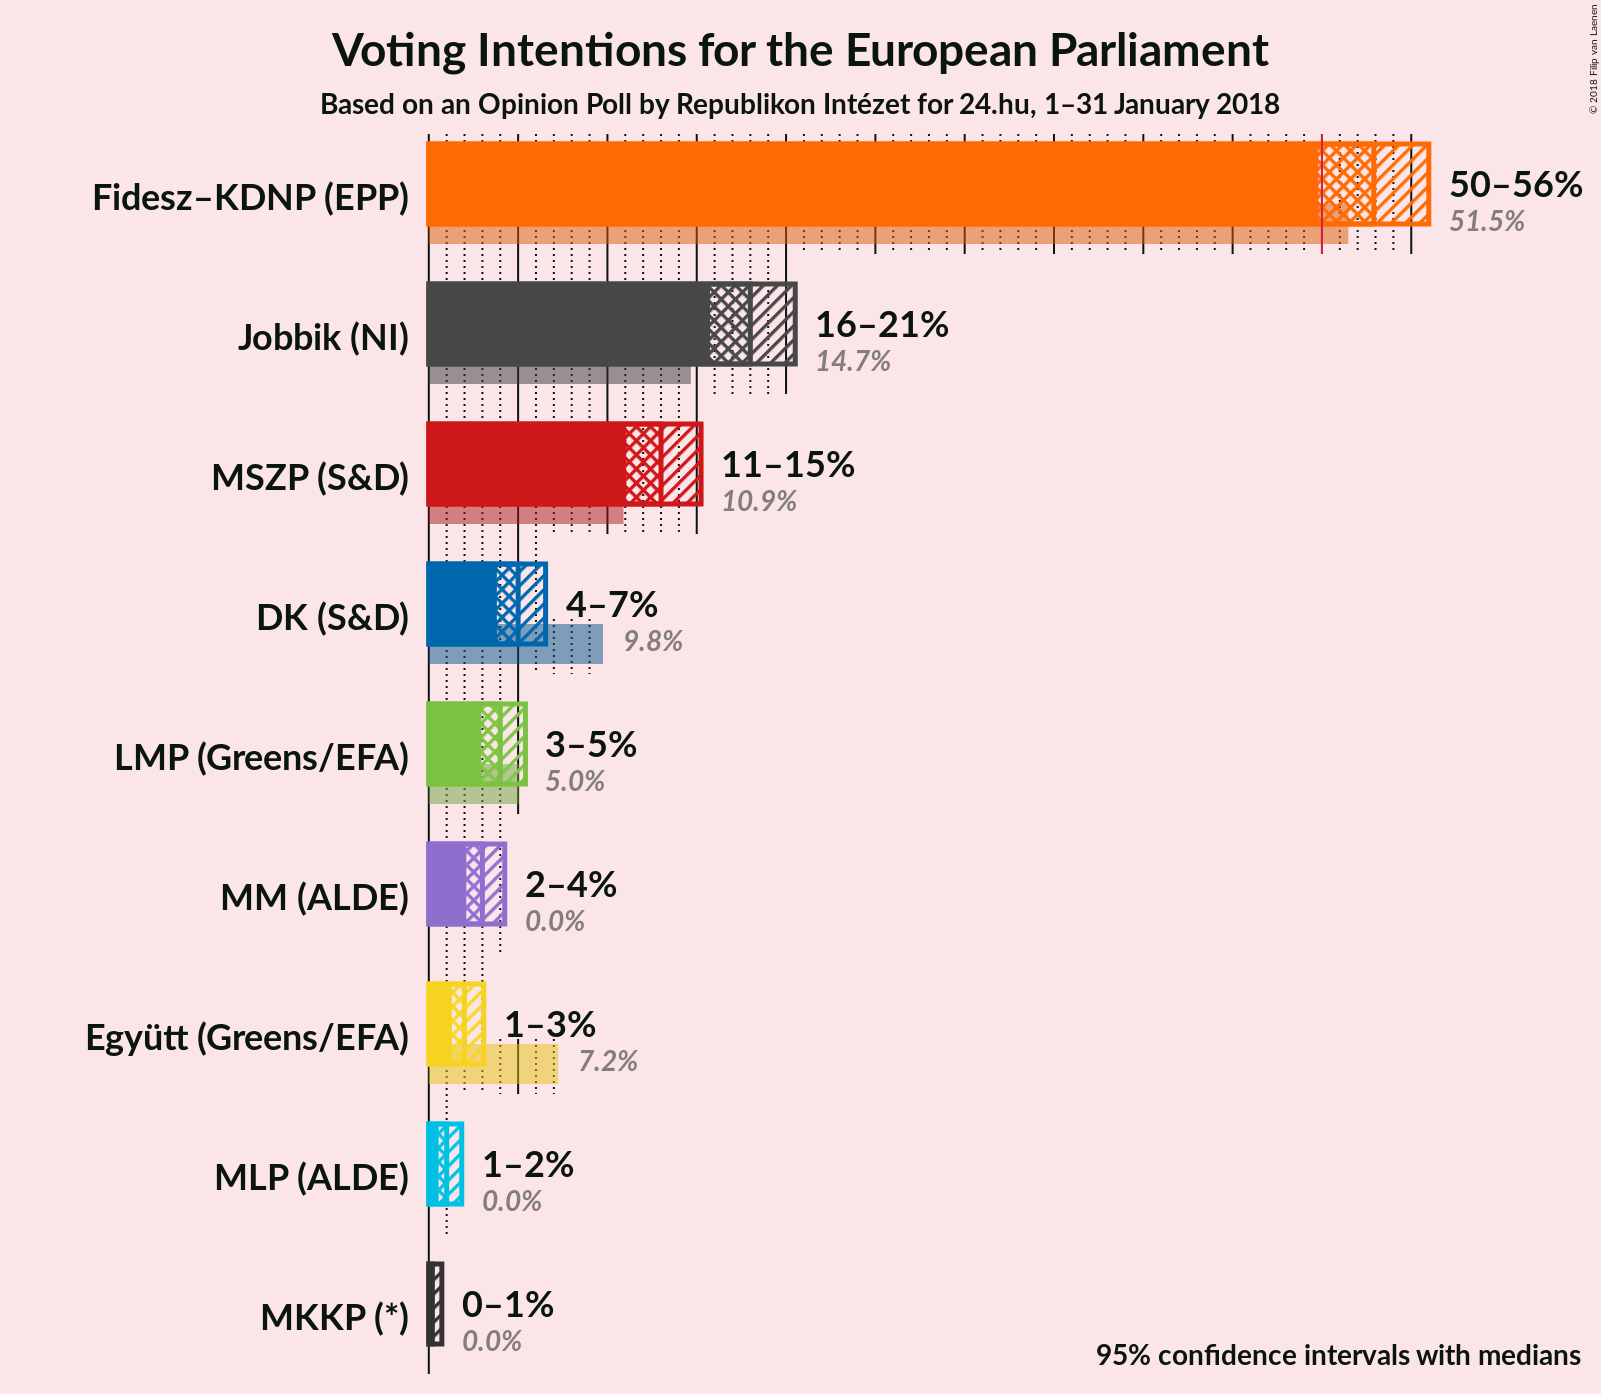 Voting Intentions for the European Parliament
Based on an Opinion Poll by Republikon Intézet for 24.hu, 1–31 January 2018
© 2018 Filip van Laenen
Fidesz–KDNP (EPP)
50–56%
51.5%
Jobbik (NI)
16–21%
14.7%
MSZP (S&D)
11–15%
10.9%
DK (S&D)
4–7%
9.8%
LMP (Greens/EFA)
3–5%
5.0%
MM (ALDE)
2–4%
0.0%
Együtt (Greens/EFA)
1–3%
7.2%
MLP (ALDE)
1–2%
0.0%
MKKP (*)
0–1%
0.0%
95% confidence intervals with medians